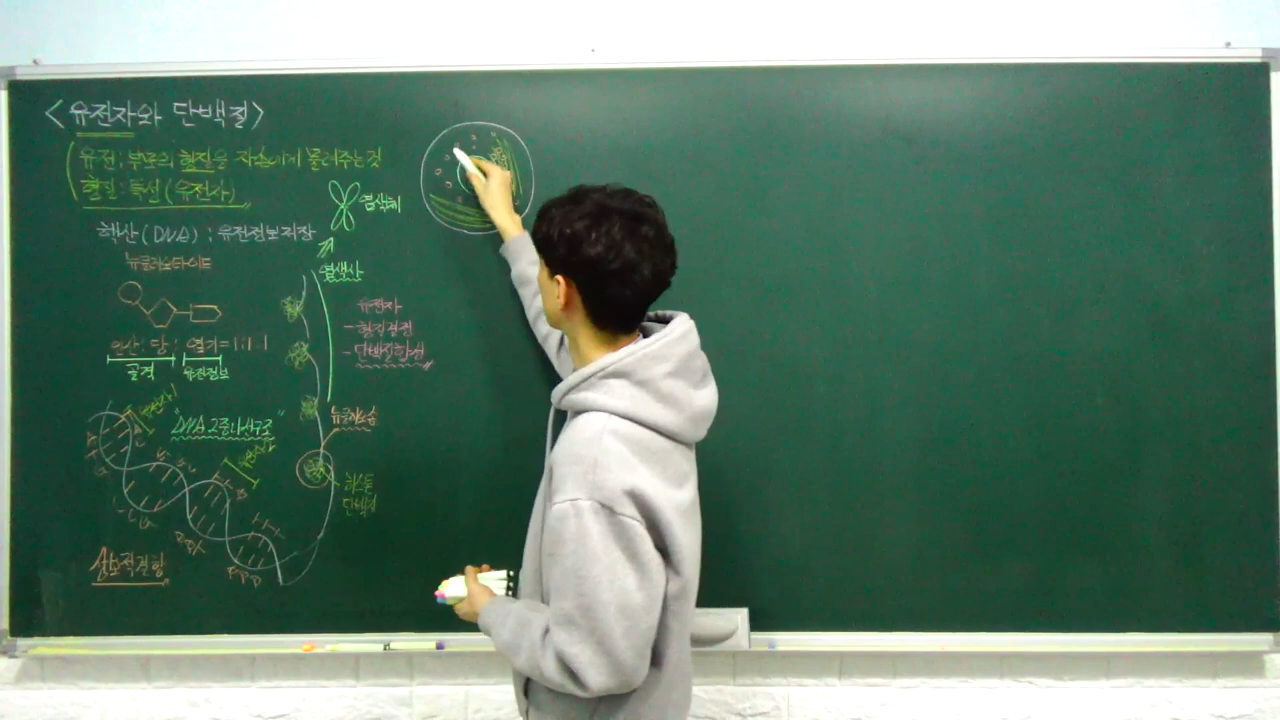 <유전자와 단백질>
유전 : 부모의 형질을 자손에게 물려주는것
형질 : 특성 (유전자)
핵산 (DNA) : 유전정보저장
뉴클레오타이드
인산 : 당 : 염기 = 1:1:1
골격 유전정보
"DNA 2중나선구조"
상보적결합
염색체
염색사
유전자
- 형질결정
- 단백질합성
뉴클레오솜
히스톤
단백질